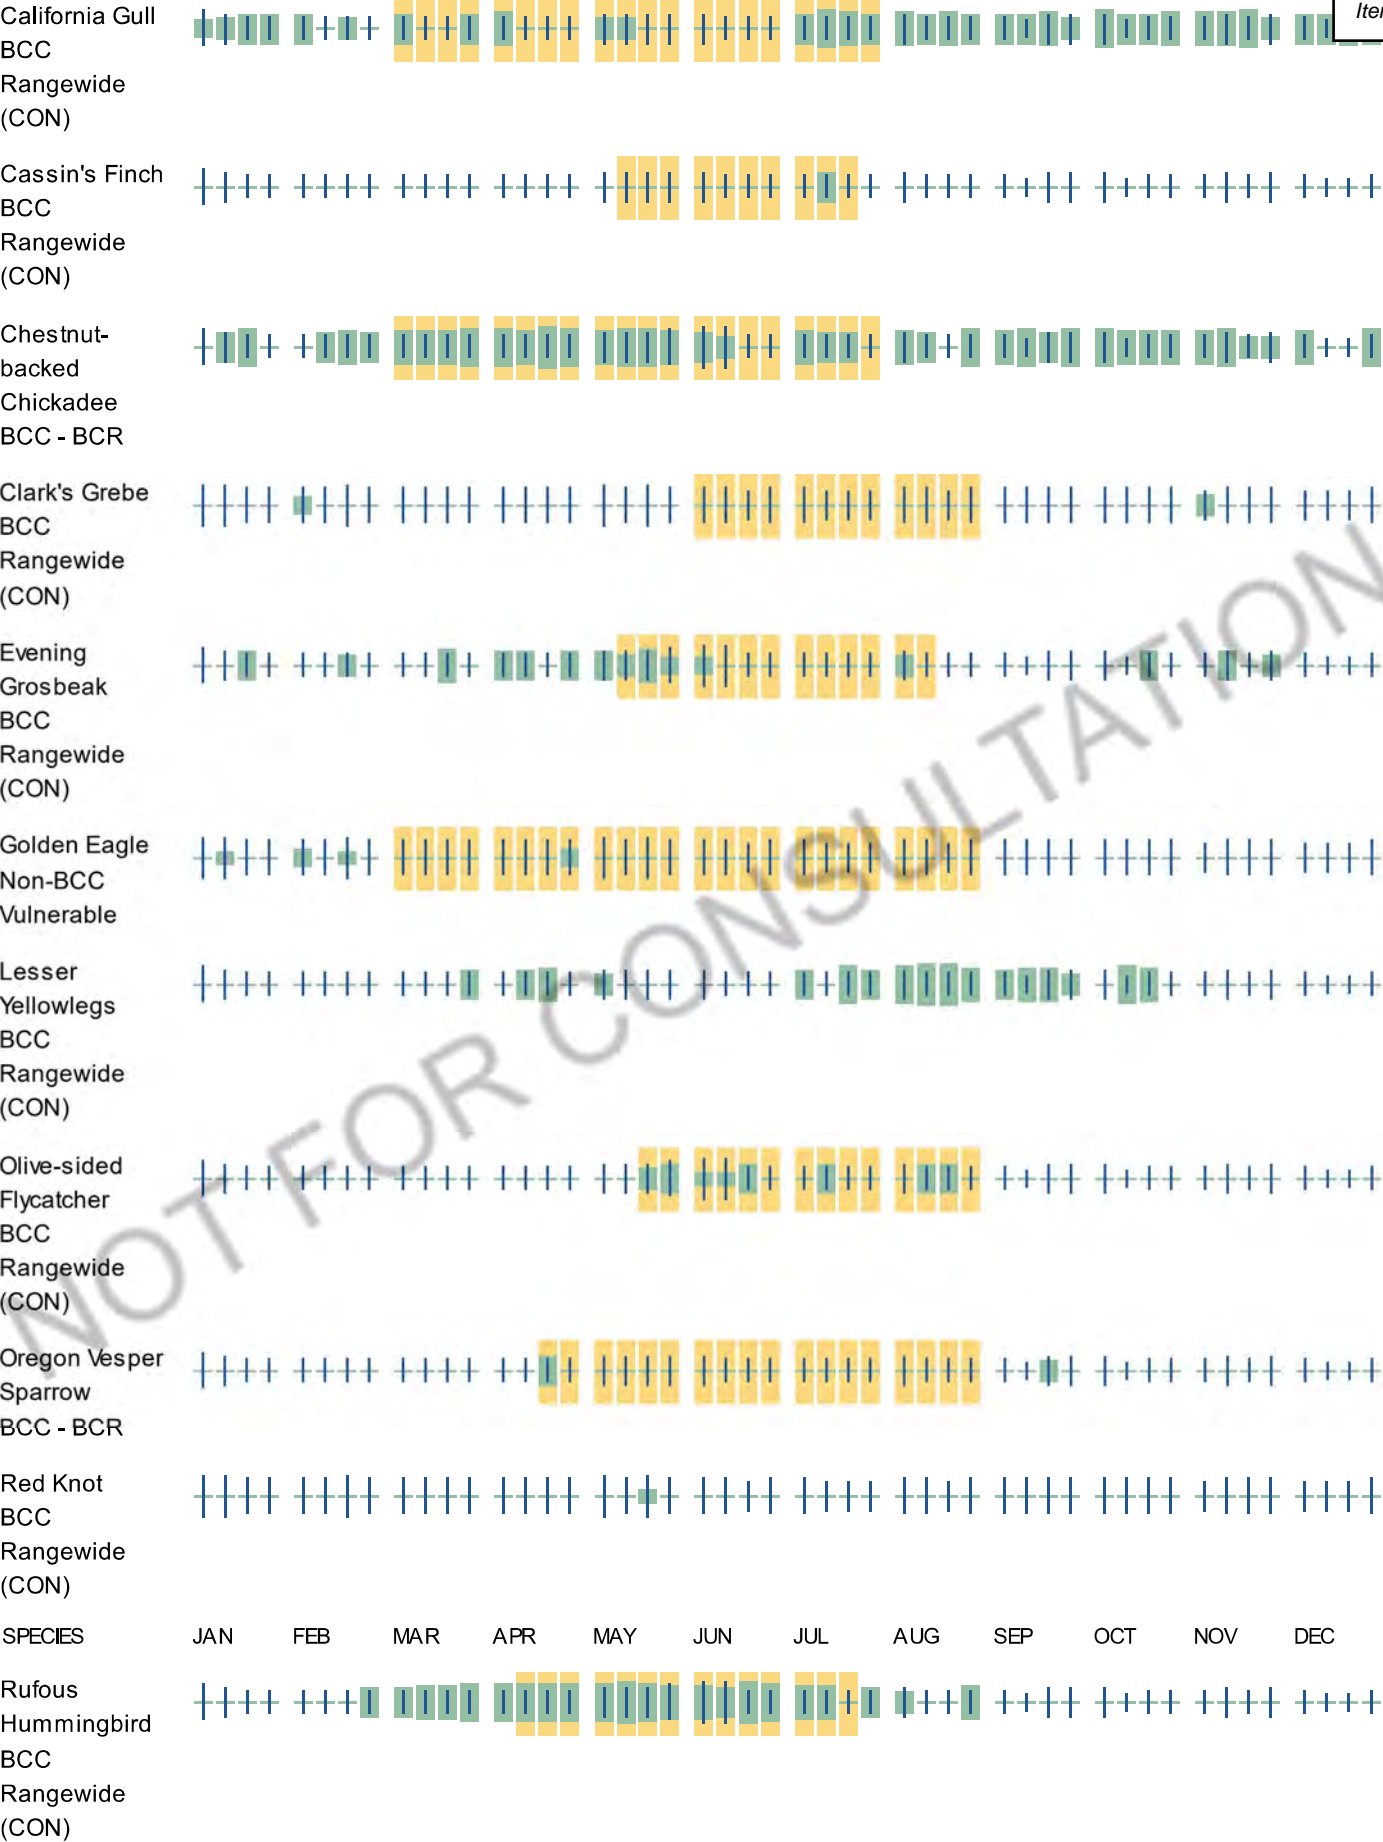 Iter
California Gull
BCC
Rangewide
(CON)
Cassin's Finch
BCC
Rangewide
(CON)
Chestnut-
backed
Chickadee
BCC - BCR
Clark's Grebe
BCC
Rangewide
(CON)
Evening
Grosbeak
BCC
Rangewide
(CON)
Golden Eagle
Non-BCC
Vulnerable
Lesser
Yellowlegs
BCC
Rangewide
(CON)
Olive-sided
Flycatcher
BCC
Rangewide
(CON)
Oregon Vesper
Sparrow
BCC - BCR
Red Knot
BCC
Rangewide
(CON)
SPECIES JAN FEB MAR APR MAY JUN JUL AUG SEP OCT NOV DEC
Rufous
Hummingbird
BCC
Rangewide
(CON)
NOT FOR CONSULTATION